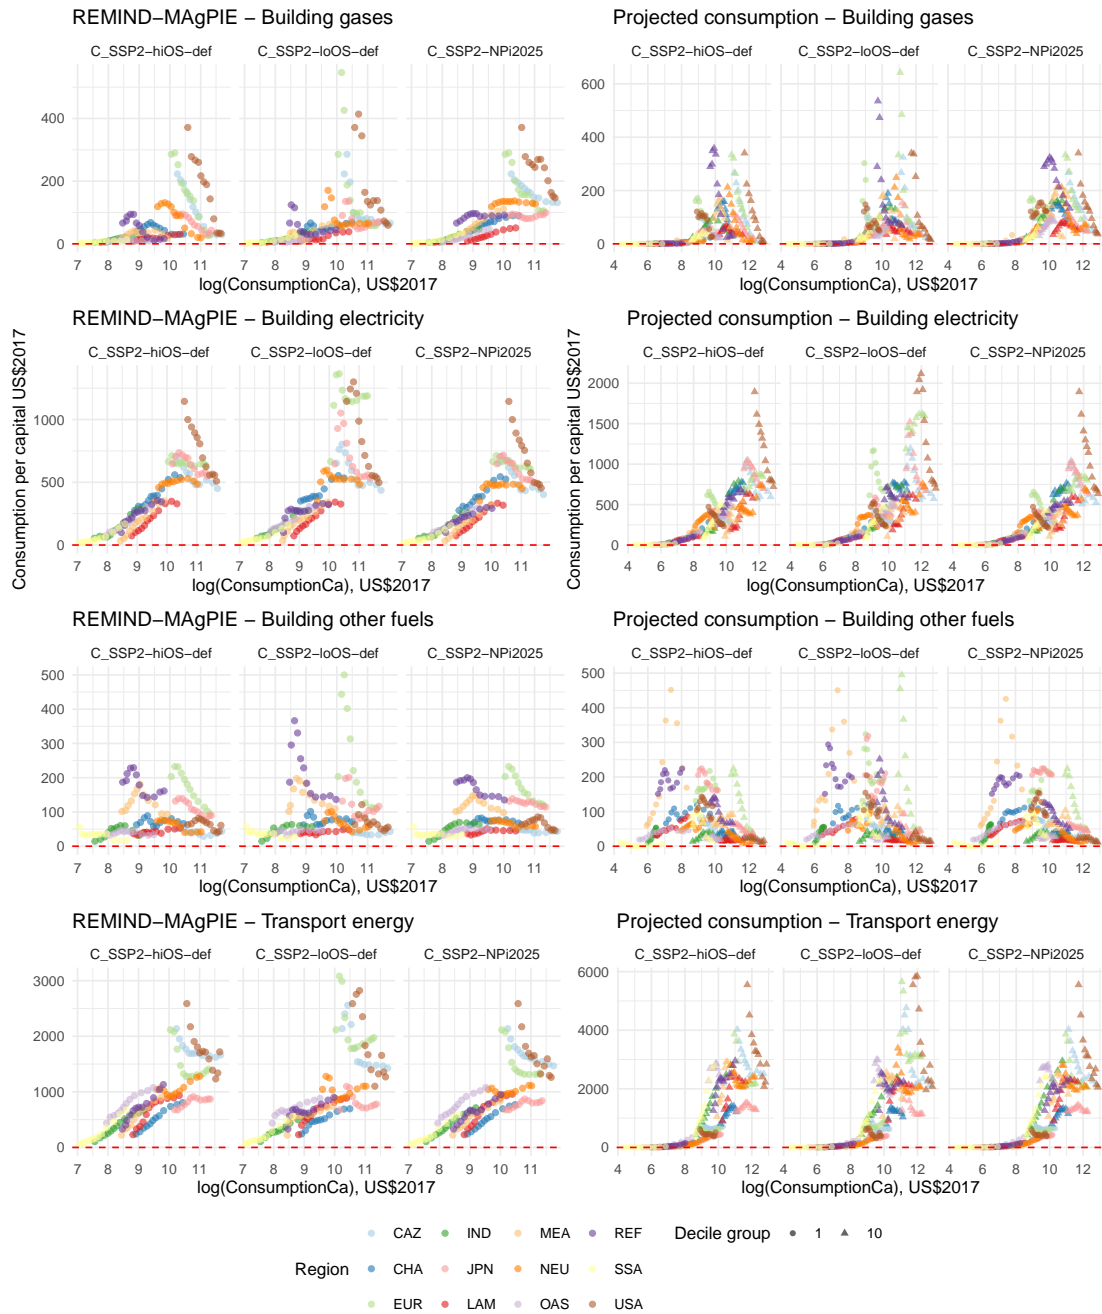 REMIND−MAgPIE − Building gases
C_SSP2−hiOS−def C_SSP2−loOS−def C_SSP2−NPi2025
400
200
0
7 8 9 10 11 7 8 9 10 11 7 8 9 10 11
log(ConsumptionCa), US$2017
Projected consumption − Building gases
C_SSP2−hiOS−def C_SSP2−loOS−def C_SSP2−NPi2025
600
400
200
0
4 6 8 10 12 4 6 8 10 12 4 6 8 10 12
log(ConsumptionCa), US$2017
Consumption per capital US$2017
REMIND−MAgPIE − Building electricity
C_SSP2−hiOS−def C_SSP2−loOS−def C_SSP2−NPi2025
1000
500
0
7 8 9 10 11 7 8 9 10 11 7 8 9 10 11
log(ConsumptionCa), US$2017
Consumption per capital US$2017
Projected consumption − Building electricity
C_SSP2−hiOS−def C_SSP2−loOS−def C_SSP2−NPi2025
2000
1500
1000
500
0
4 6 8 10 12 4 6 8 10 12 4 6 8 10 12
log(ConsumptionCa), US$2017
REMIND−MAgPIE − Building other fuels
C_SSP2−hiOS−def C_SSP2−loOS−def C_SSP2−NPi2025
500
400
300
200
100
0
7 8 9 10 11 7 8 9 10 11 7 8 9 10 11
log(ConsumptionCa), US$2017
Projected consumption − Building other fuels
C_SSP2−hiOS−def C_SSP2−loOS−def C_SSP2−NPi2025
500
400
300
200
100
0
4 6 8 10 12 4 6 8 10 12 4 6 8 10 12
log(ConsumptionCa), US$2017
REMIND−MAgPIE − Transport energy
C_SSP2−hiOS−def C_SSP2−loOS−def C_SSP2−NPi2025
3000
2000
1000
0
7 8 9 10 11 7 8 9 10 11 7 8 9 10 11
log(ConsumptionCa), US$2017
Projected consumption − Transport energy
C_SSP2−hiOS−def C_SSP2−loOS−def C_SSP2−NPi2025
6000
4000
2000
0
4 6 8 10 12 4 6 8 10 12 4 6 8 10 12
log(ConsumptionCa), US$2017
Region
CAZ IND MEA REF
CHA JPN NEU SSA
EUR LAM OAS USA
Decile group 1 10